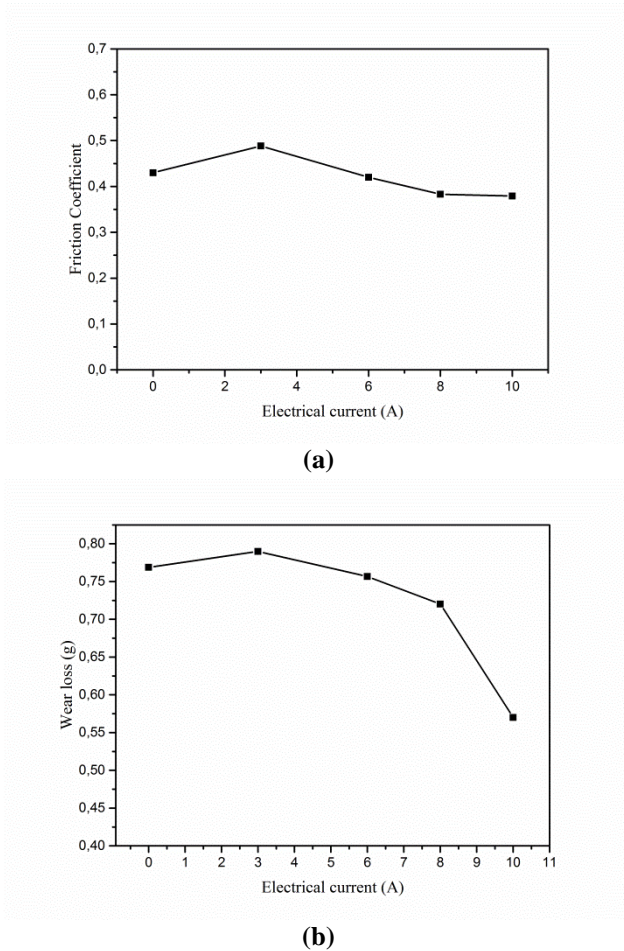 0,7
0,6
0,5
0,4
0,3
0,2
0,1
0,0
Friction Coefficient
0 2 4 6 8 10
Electrical current (A)
(a)
0,80
0,75
0,70
0,65
0,60
0,55
0,50
0,45
0,40
Wear loss (g)
0 1 2 3 4 5 6 7 8 9 10 11
Electrical current (A)
(b)